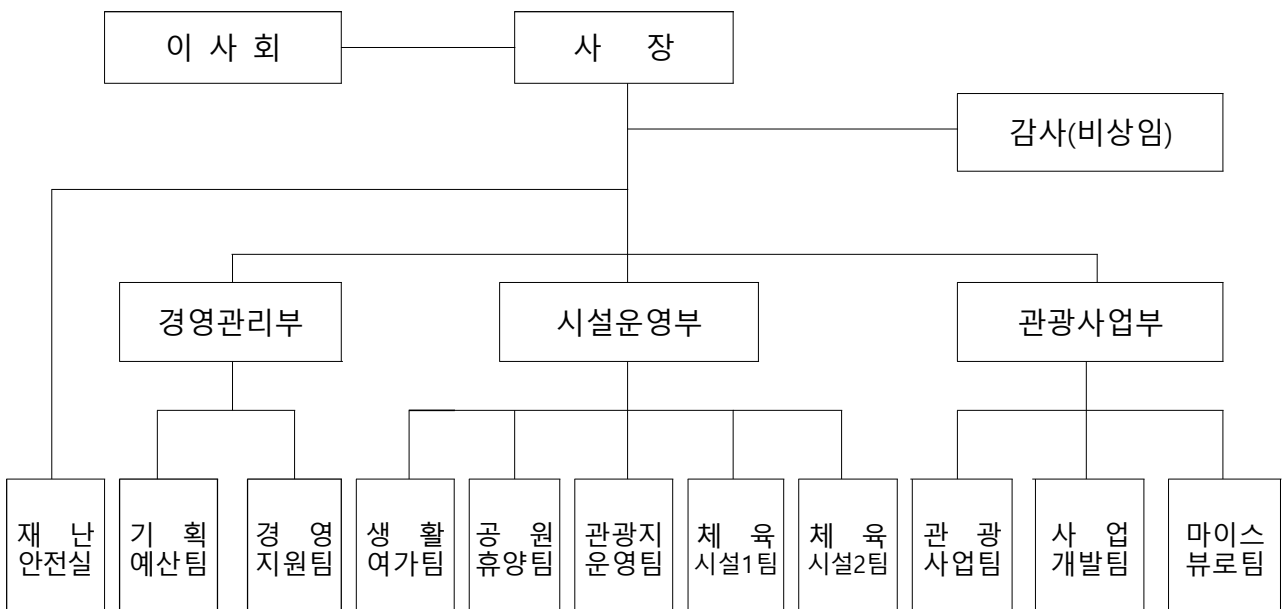 이 사 회
사 장
감사(비상임)
경영관리부
시설운영부
관광사업부
재 난
안전실
기 획
예산팀
경 영
지원팀
생 활
여가팀
공 원
휴양팀
관광지
운영팀
체 육
시설1팀
체 육
시설2팀
관 광
사업팀
사 업
개발팀
마이스
뷰로팀